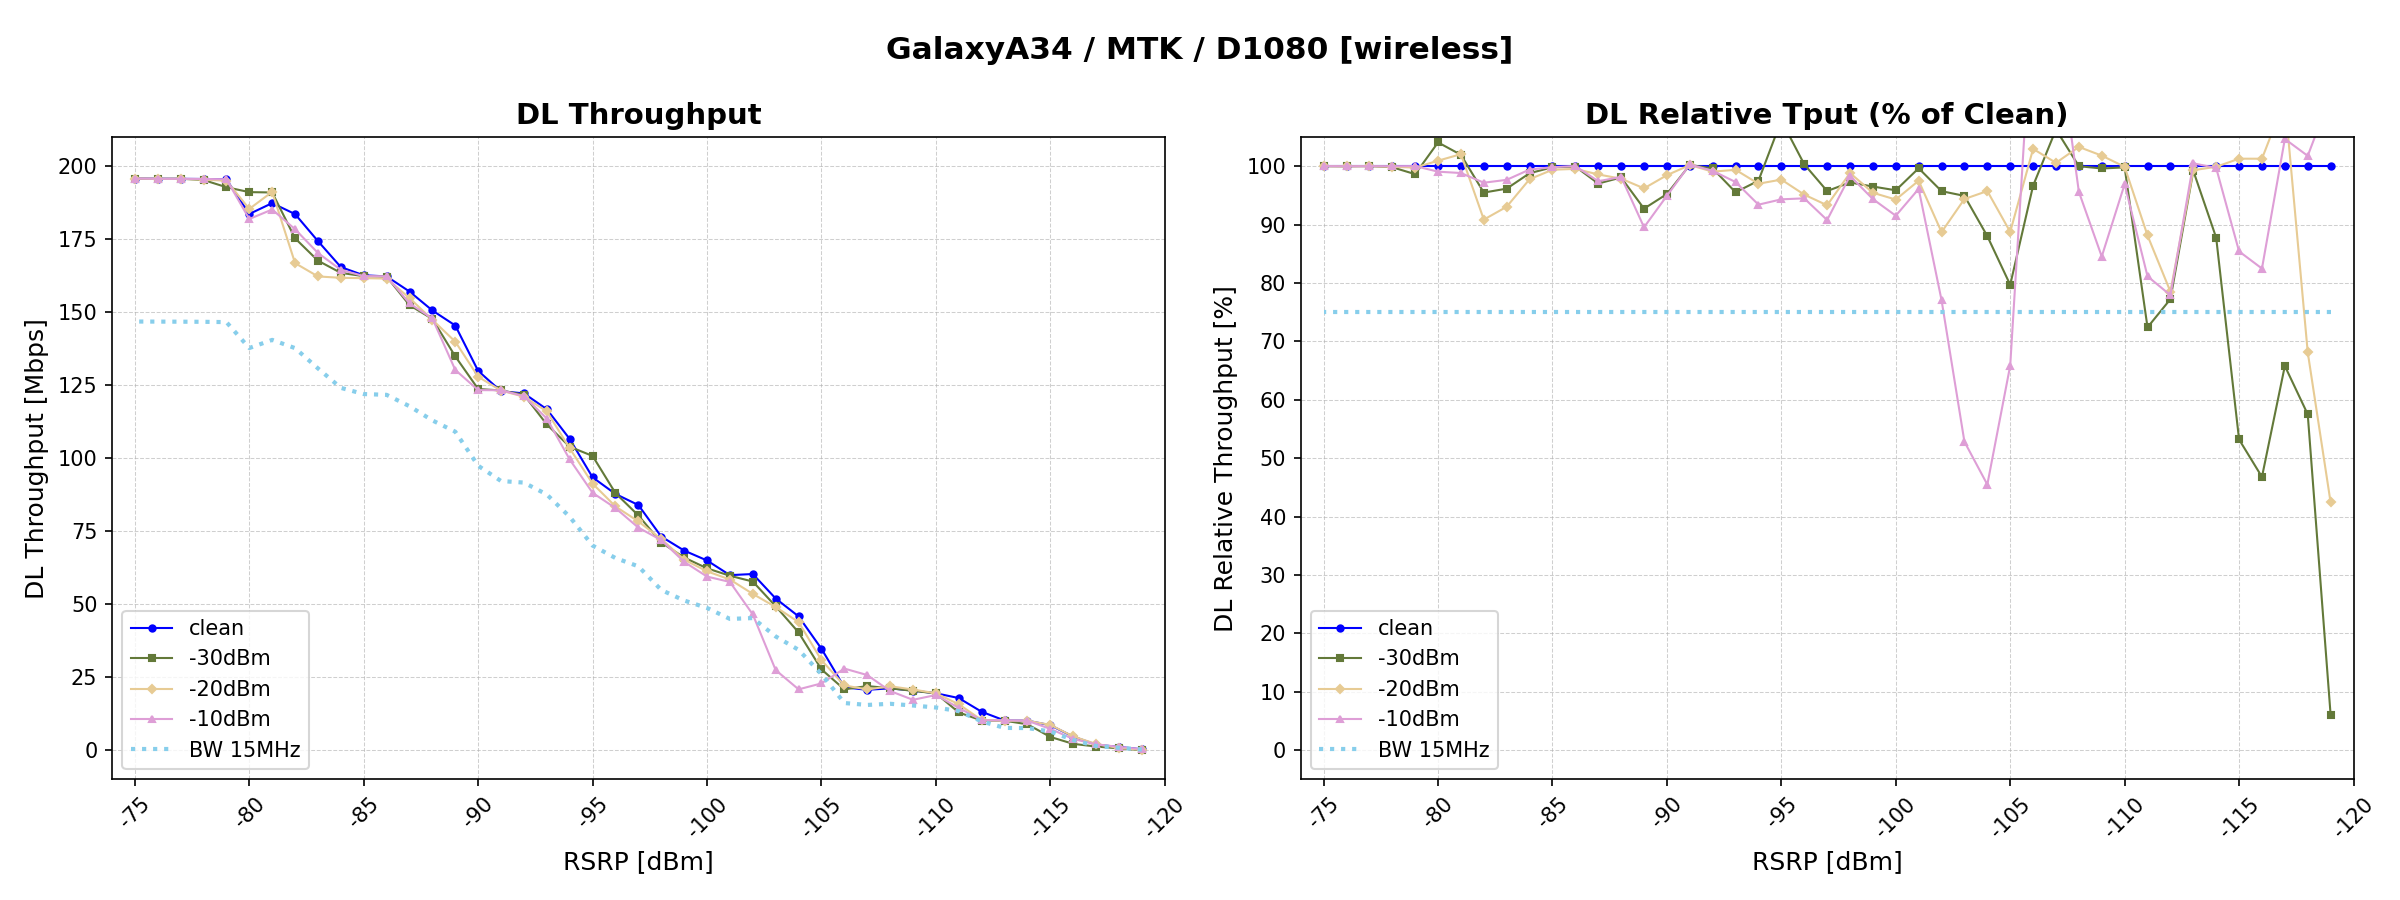 GalaxyA34 / MTK / D1080 [wireless]
DL Throughput
DL Throughput [Mbps]
200
175
150
125
100
75
50
25
0
clean
-30dBm
-20dBm
-10dBm
BW 15MHz
-75
-80
-85
-90
-95
-100
-105
-110
-115
-120
RSRP [dBm]
DL Relative Tput (% of Clean)
DL Relative Throughput [%]
100
90
80
70
60
50
40
30
20
10
0
clean
-30dBm
-20dBm
-10dBm
BW 15MHz
-75
-80
-85
-90
-95
-100
-105
-110
-115
-120
RSRP [dBm]